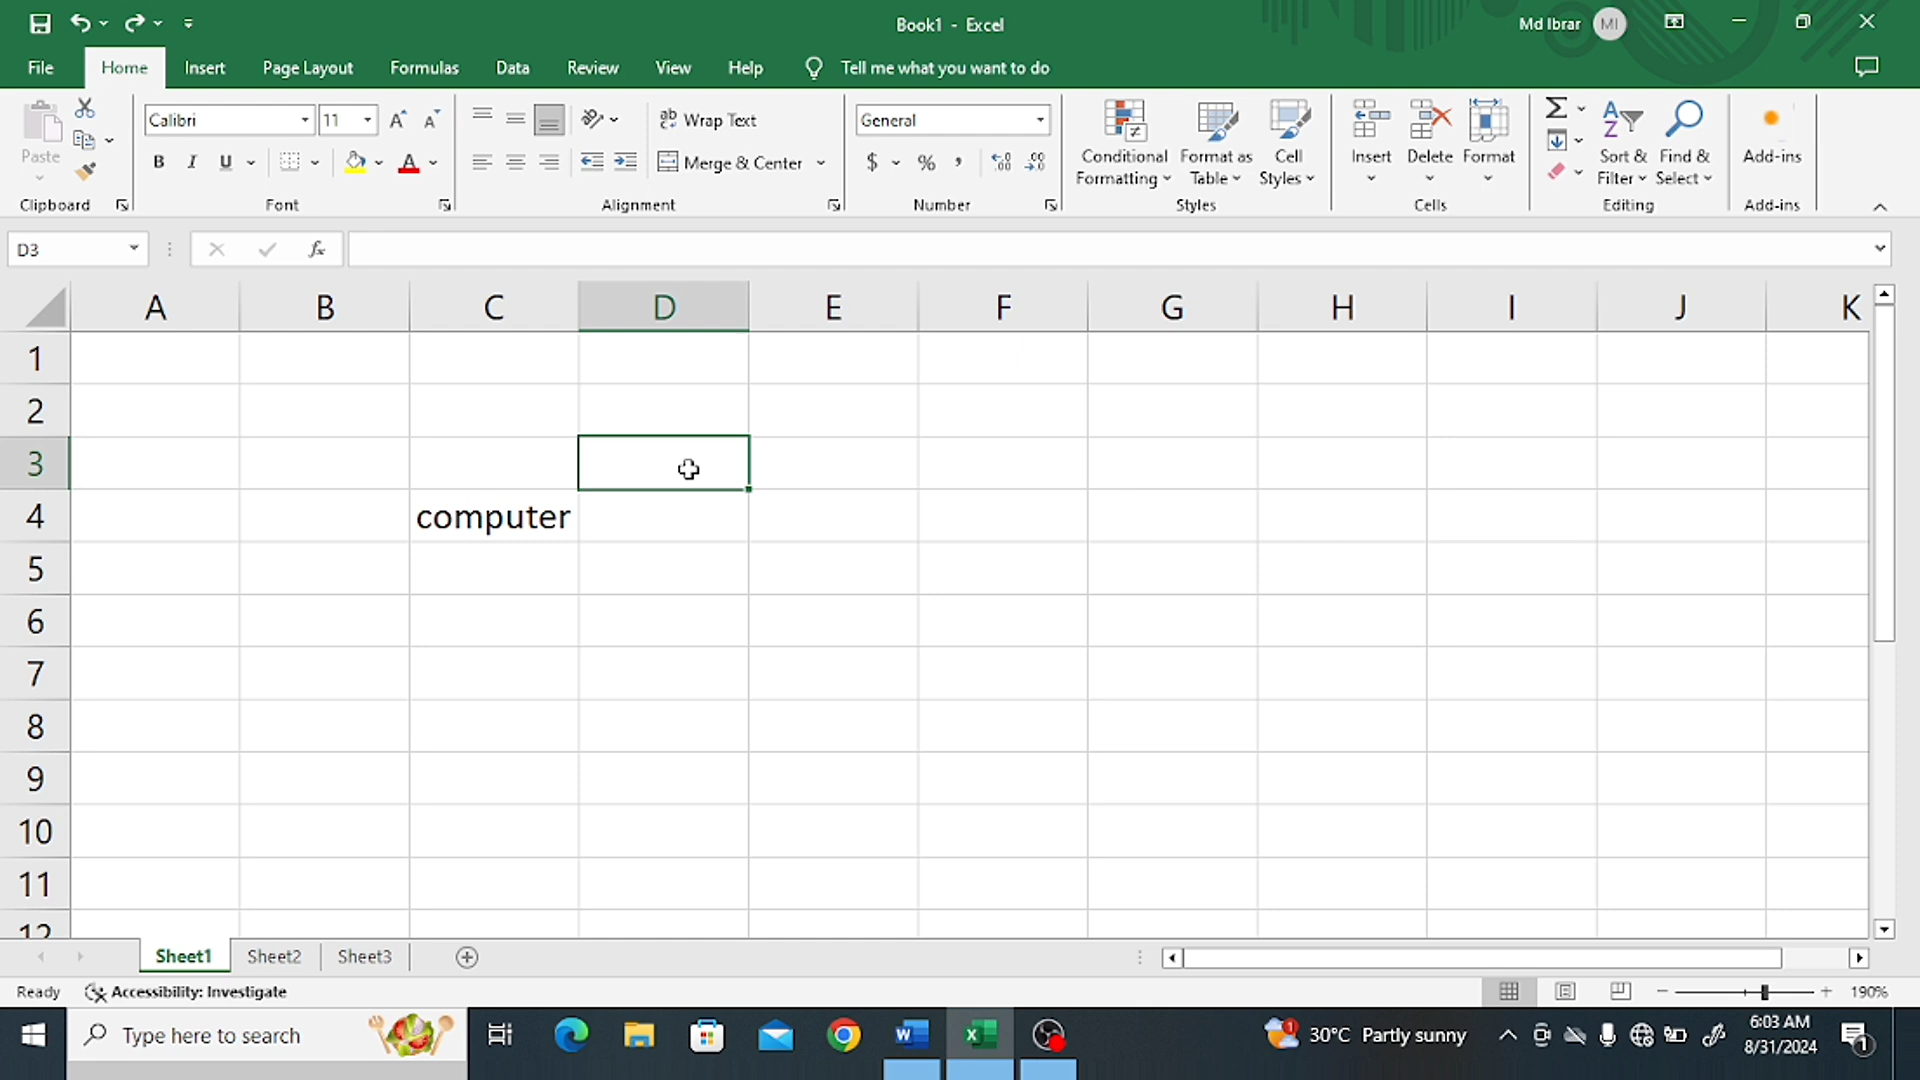 Book1 - Excel
Md Ibrar MI
File Home Insert Page Layout Formulas Data Review View Help Tell me what you want to do
Calibri 11 Wrap Text General
Paste B I U Merge & Center $ % , Conditional Formatting Format as Table Cell Styles Insert Delete Format Sort & Filter Find & Select Add-ins
Clipboard Font Alignment Number Styles Cells Editing Add-ins
D3 fx
A B C D E F G H I J K
1
2
3
4 computer
5
6
7
8
9
10
11
12
Sheet1 Sheet2 Sheet3
Ready Accessibility: Investigate 190%
Type here to search 30°C Partly sunny 6:03 AM
8/31/2024